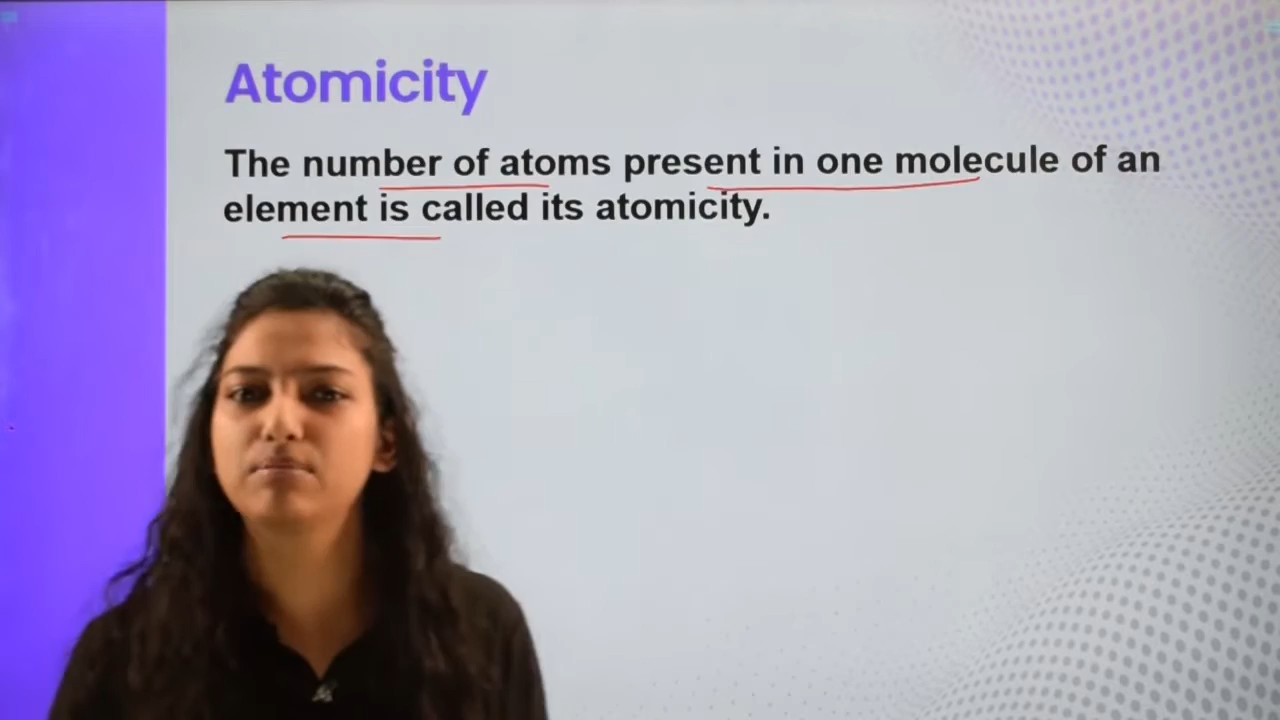 Atomicity
The number of atoms present in one molecule of an
element is called its atomicity.